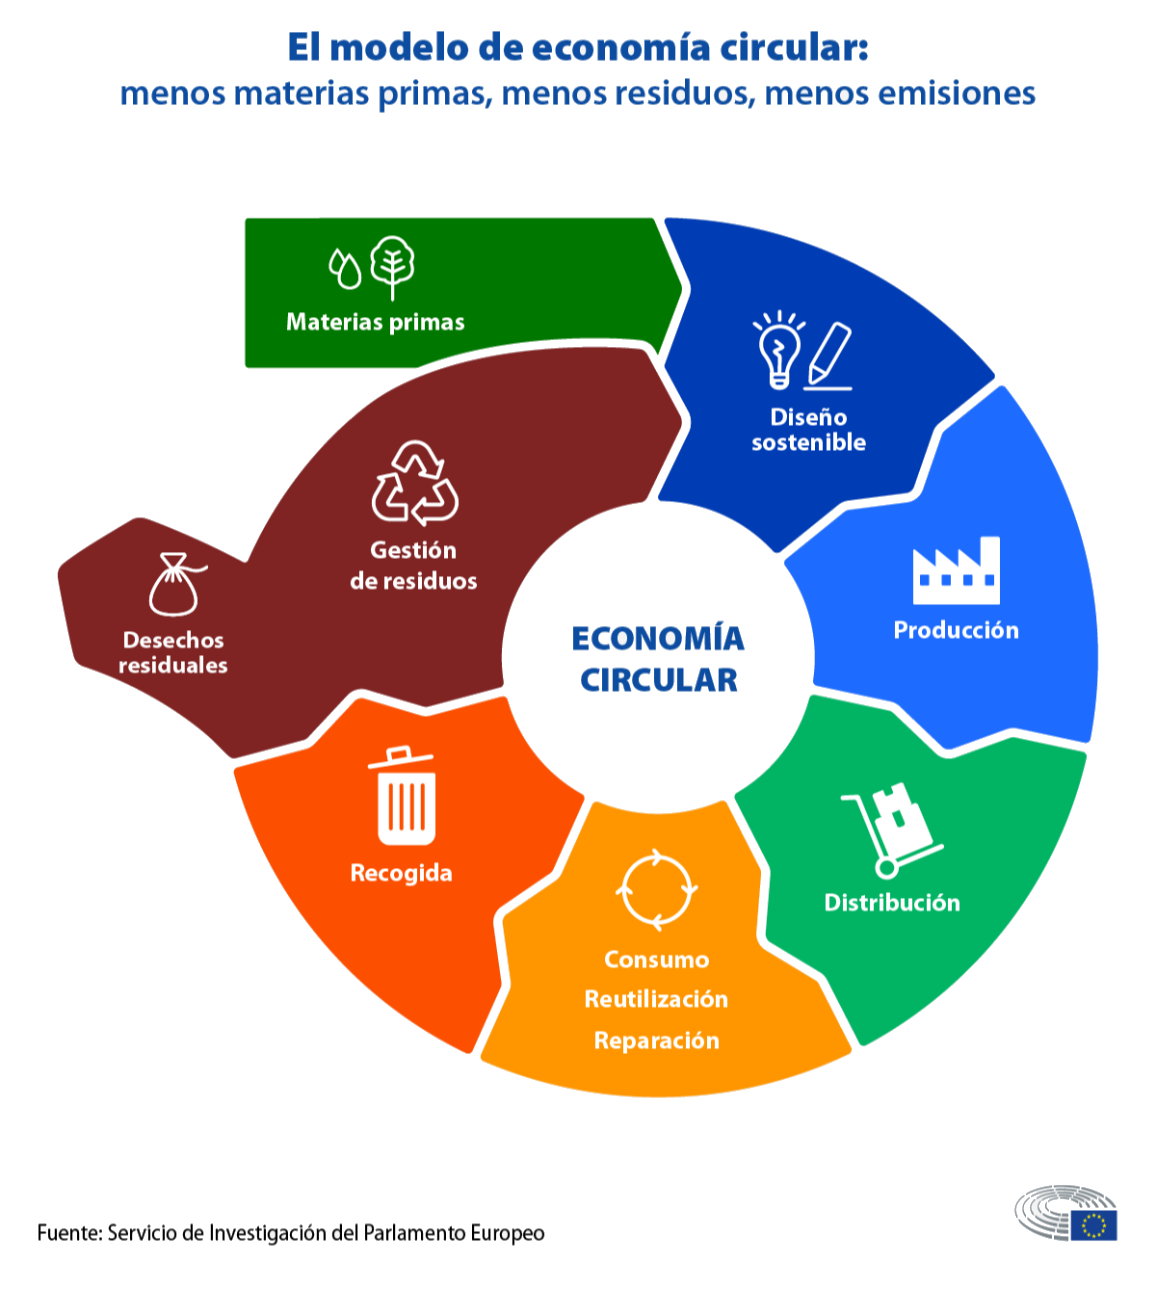 El modelo de economía circular:
menos materias primas, menos residuos, menos emisiones
Materias primas
Diseño
sostenible
Producción
Distribución
Consumo
Reutilización
Reparación
Recogida
Gestión
de residuos
Desechos
residuales
ECONOMÍA
CIRCULAR
Fuente: Servicio de Investigación del Parlamento Europeo